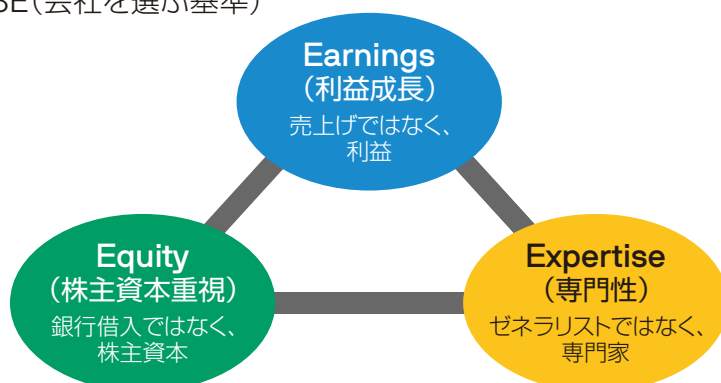 SE（会社を選ぶ基準）
Earnings
（利益成長）
売上げではなく、
利益
Equity
（株主資本重視）
銀行借入ではなく、
株主資本
Expertise
（専門性）
ゼネラリストではなく、
専門家